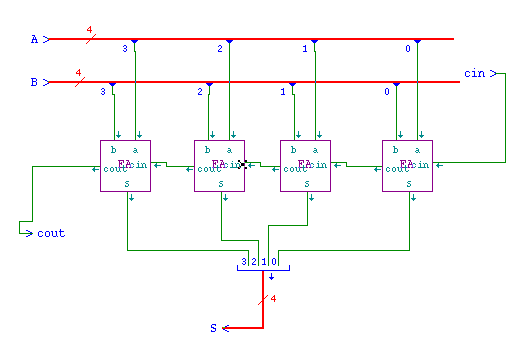 A 4 3 2 1 0
B 4 3 2 1 0 cin
b a b a b a b a
cout FA cin cout FA cin cout FA cin cout FA cin
s s s s
cout
3 2 1 0
4
S